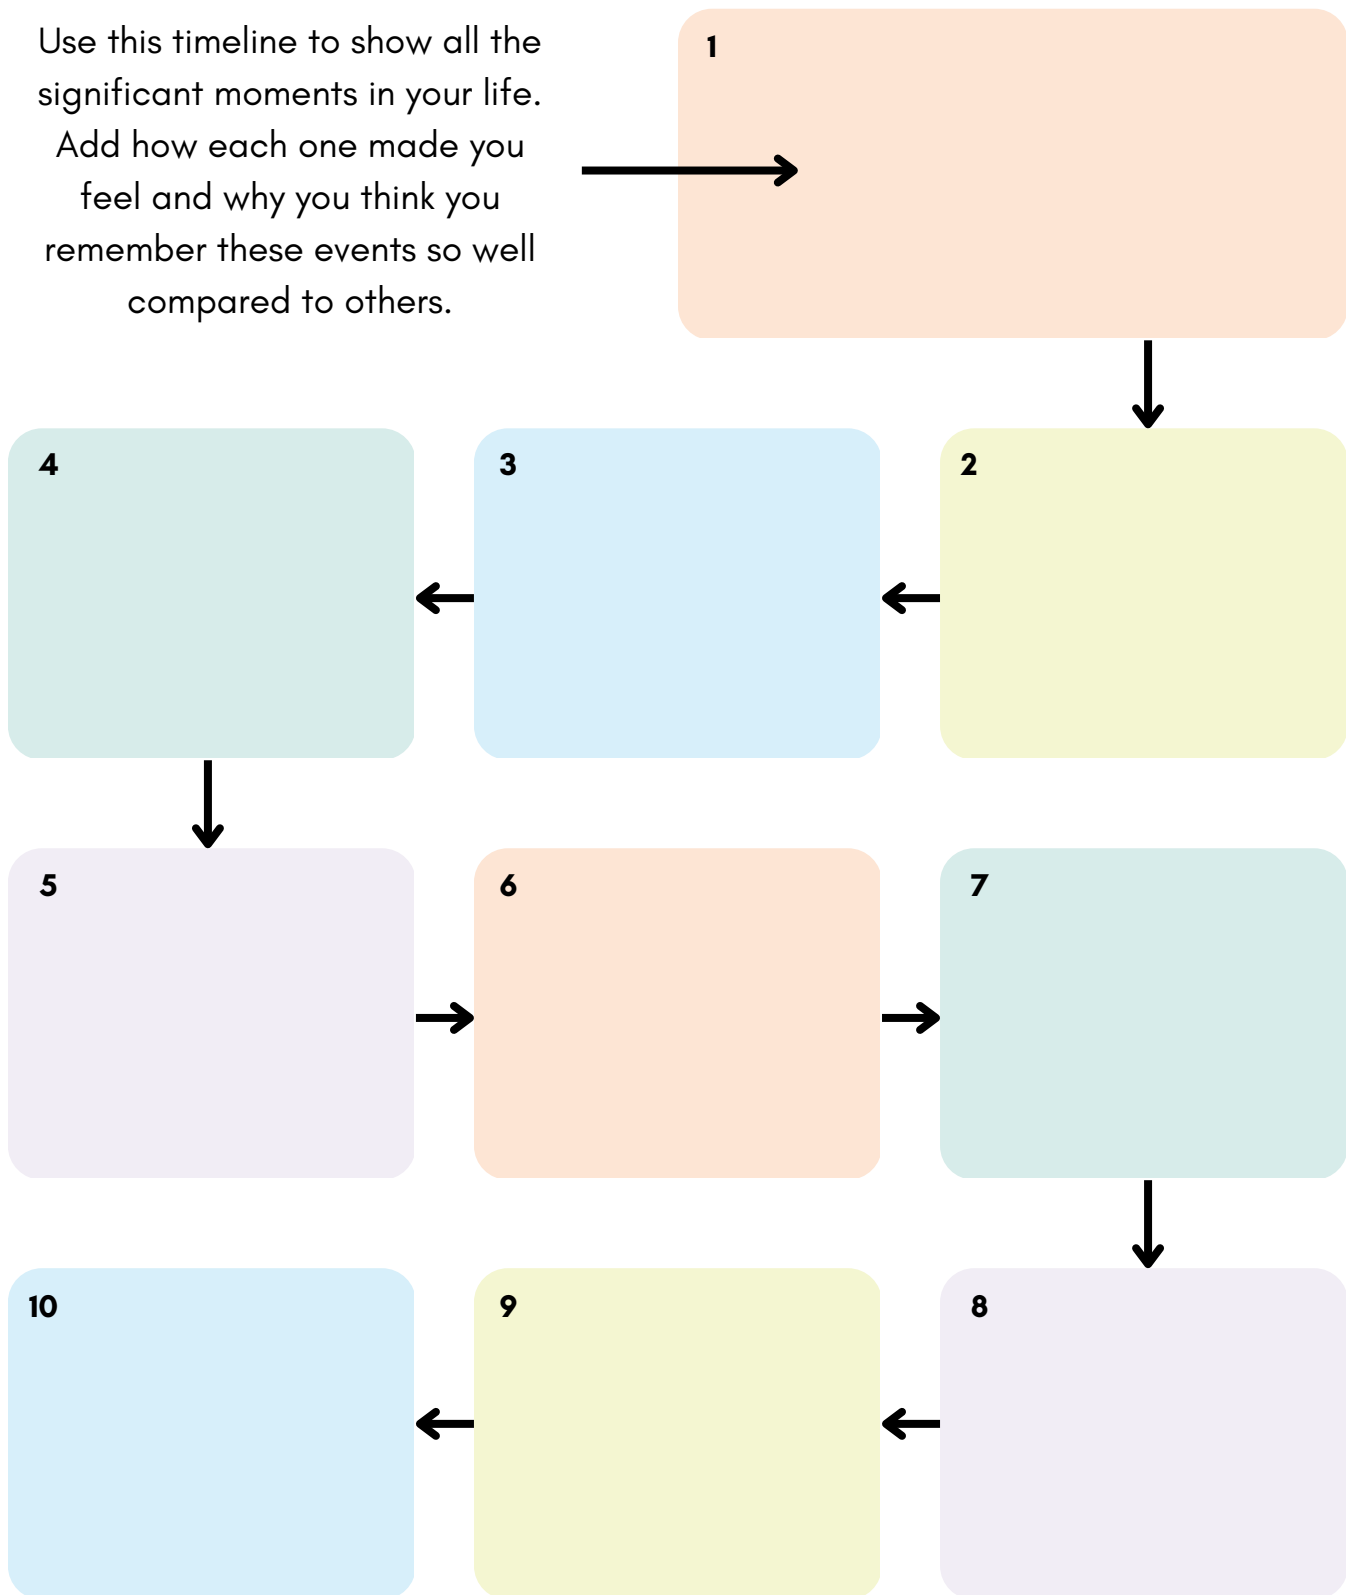 Use this timeline to show all the
significant moments in your life.
Add how each one made you
feel and why you think you
remember these events so well
compared to others.
1
2
3
4
5
6
7
8
9
10